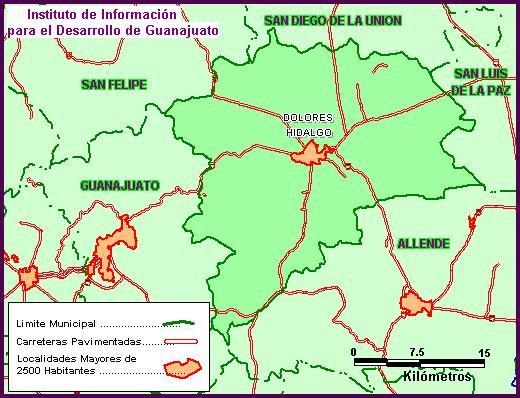 Instituto de Información
para el Desarrollo de Guanajuato
SAN DIEGO DE LA UNION
SAN FELIPE
SAN LUIS
DE LA PAZ
DOLORES
HIDALGO
GUANAJUATO
ALLENDE
Limite Municipal
Carreteras Pavimentadas
Localidades Mayores de
2500 Habitantes
0 7.5 15
Kilómetros